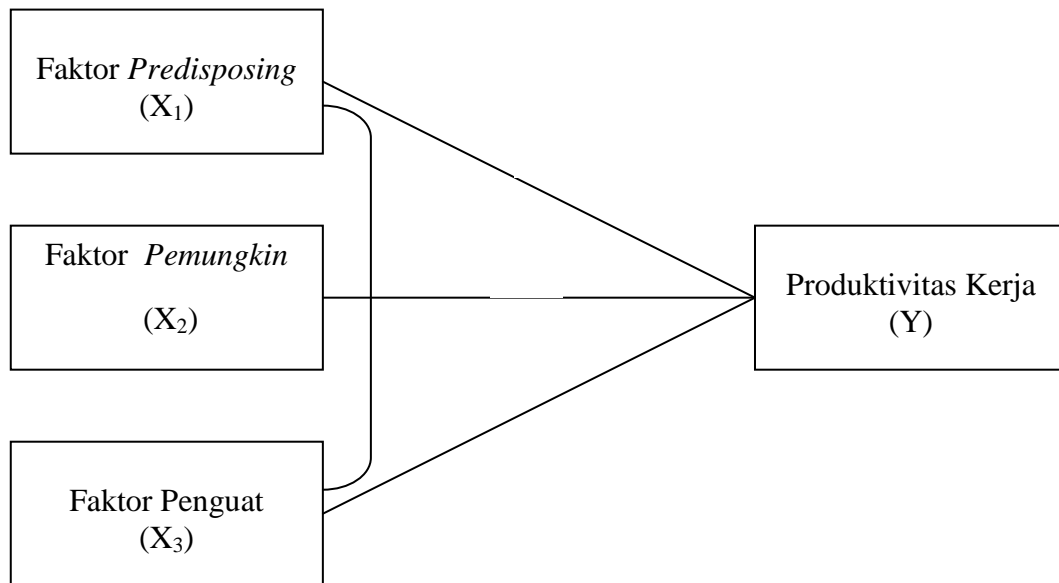 Faktor Predisposing
(X₁)
Faktor Pemungkin
(X₂)
Produktivitas Kerja
(Y)
Faktor Penguat
(X₃)